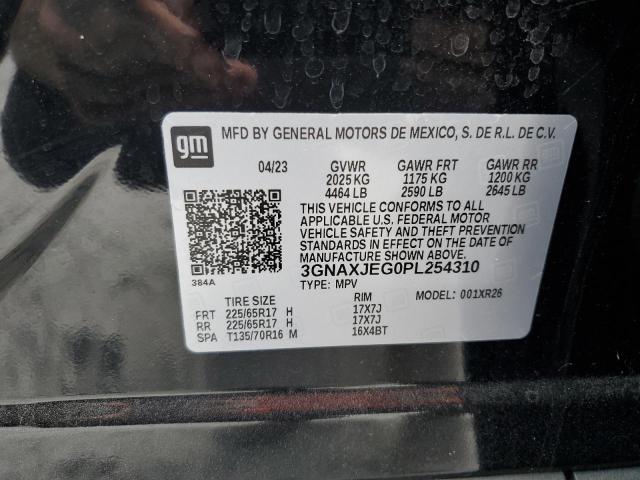 gm
MFD BY GENERAL MOTORS DE MEXICO, S. DE R.L. DE C.V.
04/23 GVWR GAWR FRT GAWR RR
2025 KG 1175 KG 1200 KG
4464 LB 2590 LB 2645 LB
THIS VEHICLE CONFORMS TO ALL
APPLICABLE U.S. FEDERAL MOTOR
VEHICLE SAFETY AND THEFT PREVENTION
STANDARDS IN EFFECT ON THE DATE OF
MANUFACTURE SHOWN ABOVE.
3GNAXJEG0PL254310
384A
TYPE: MPV
MODEL: 001XR26
TIRE SIZE RIM
FRT 225/65R17 H 17X7J
RR 225/65R17 H 17X7J
SPA T135/70R16 M 16X4BT